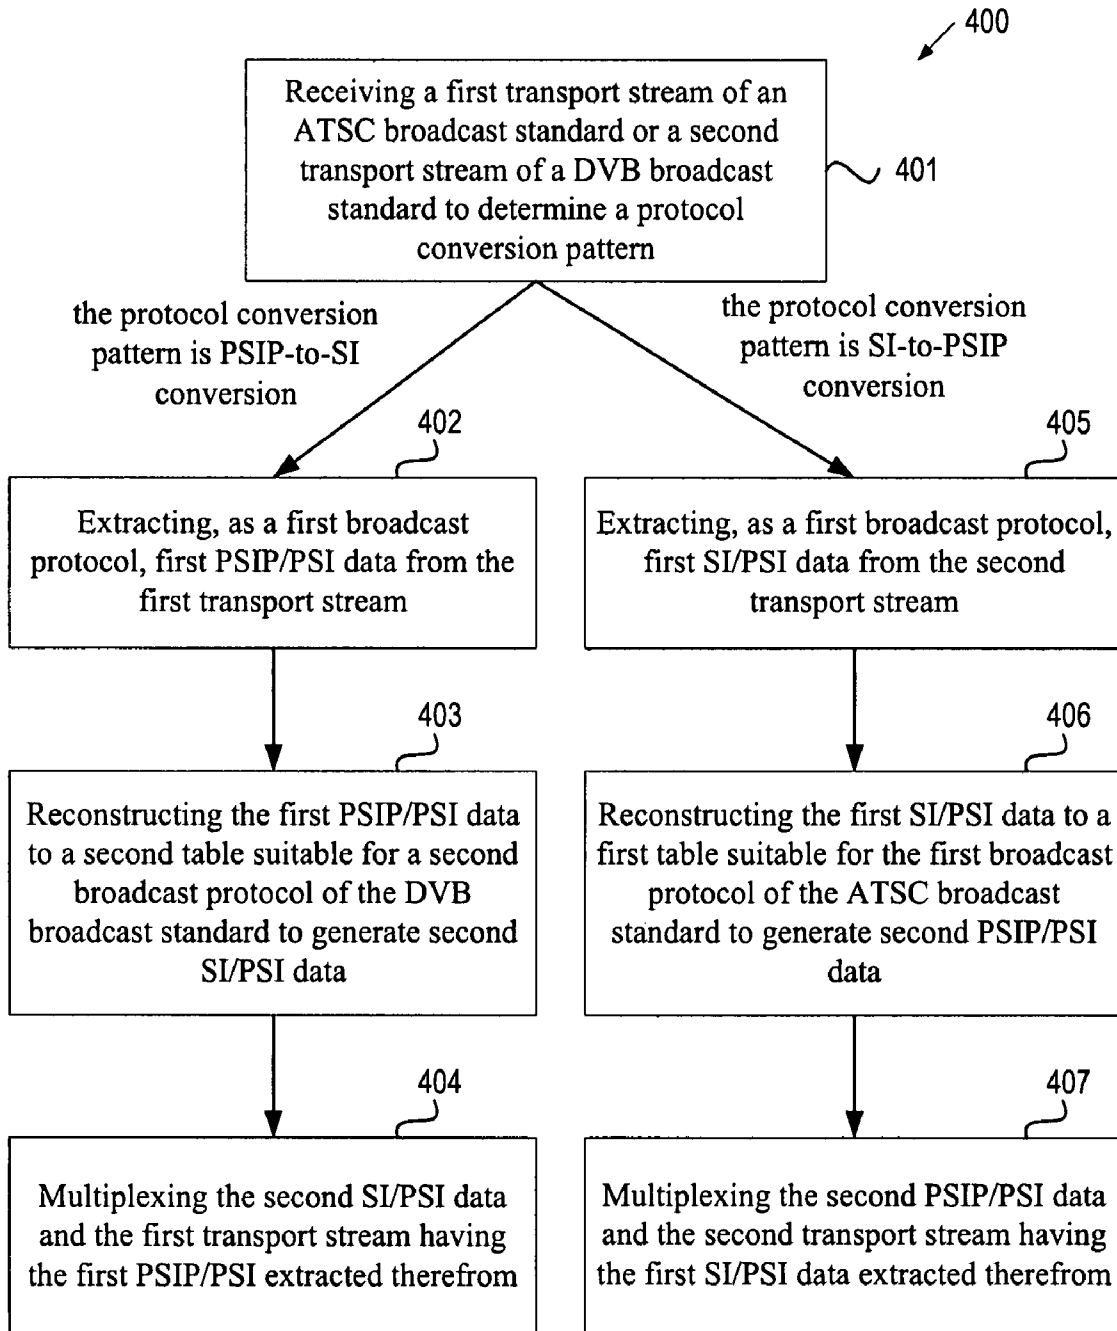 400
Receiving a first transport stream of an
ATSC broadcast standard or a second
transport stream of a DVB broadcast
standard to determine a protocol
conversion pattern
401
the protocol conversion
pattern is PSIP-to-SI
conversion
the protocol conversion
pattern is SI-to-PSIP
conversion
402
Extracting, as a first broadcast
protocol, first PSIP/PSI data from the
first transport stream
405
Extracting, as a first broadcast protocol,
first SI/PSI data from the second
transport stream
403
Reconstructing the first PSIP/PSI data
to a second table suitable for a second
broadcast protocol of the DVB
broadcast standard to generate second
SI/PSI data
406
Reconstructing the first SI/PSI data to a
first table suitable for the first broadcast
protocol of the ATSC broadcast
standard to generate second PSIP/PSI
data
404
Multiplexing the second SI/PSI data
and the first transport stream having
the first PSIP/PSI extracted therefrom
407
Multiplexing the second PSIP/PSI data
and the second transport stream having
the first SI/PSI data extracted therefrom